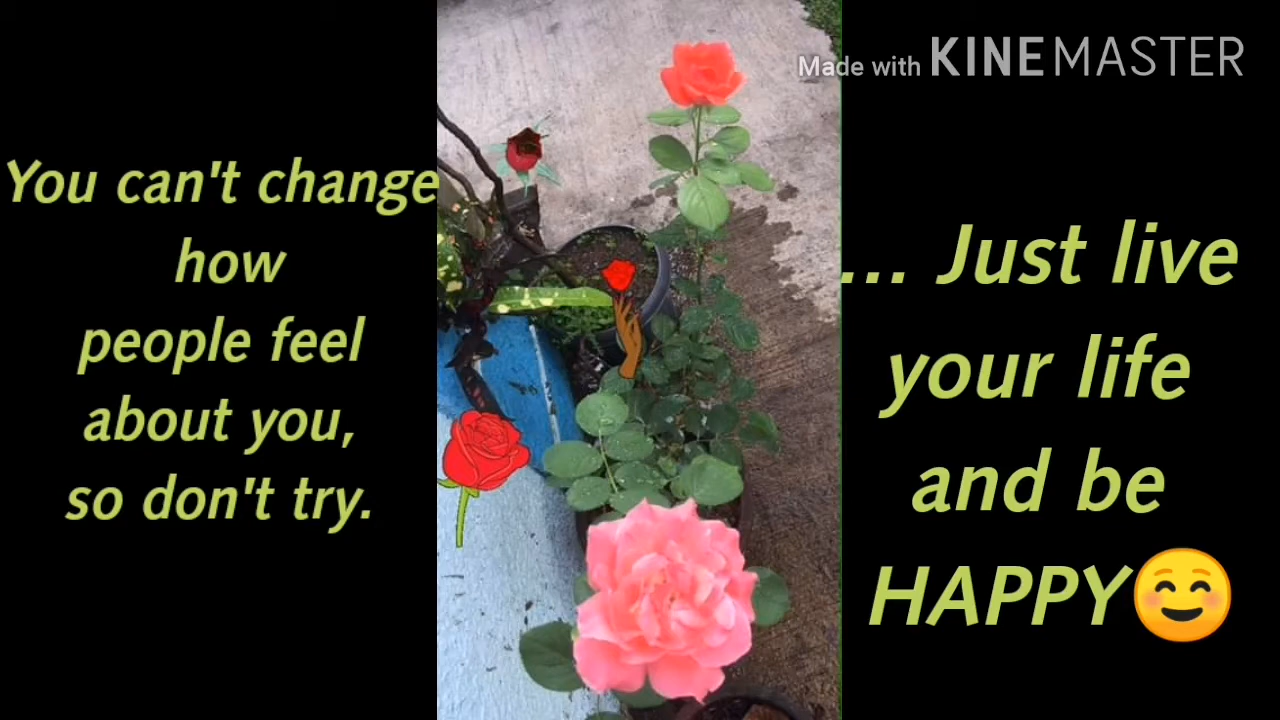 Made with KINEMASTER
You can't change
how
people feel
about you,
so don't try.
... Just live
your life
and be
HAPPY☺️